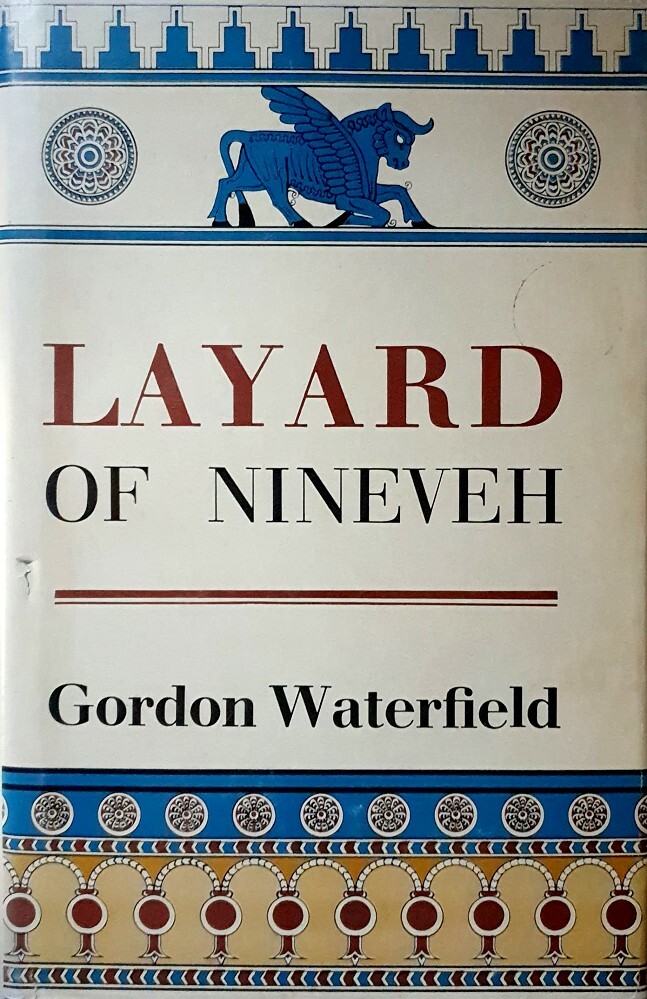 LAYARD
OF NINEVEH
Gordon Waterfield